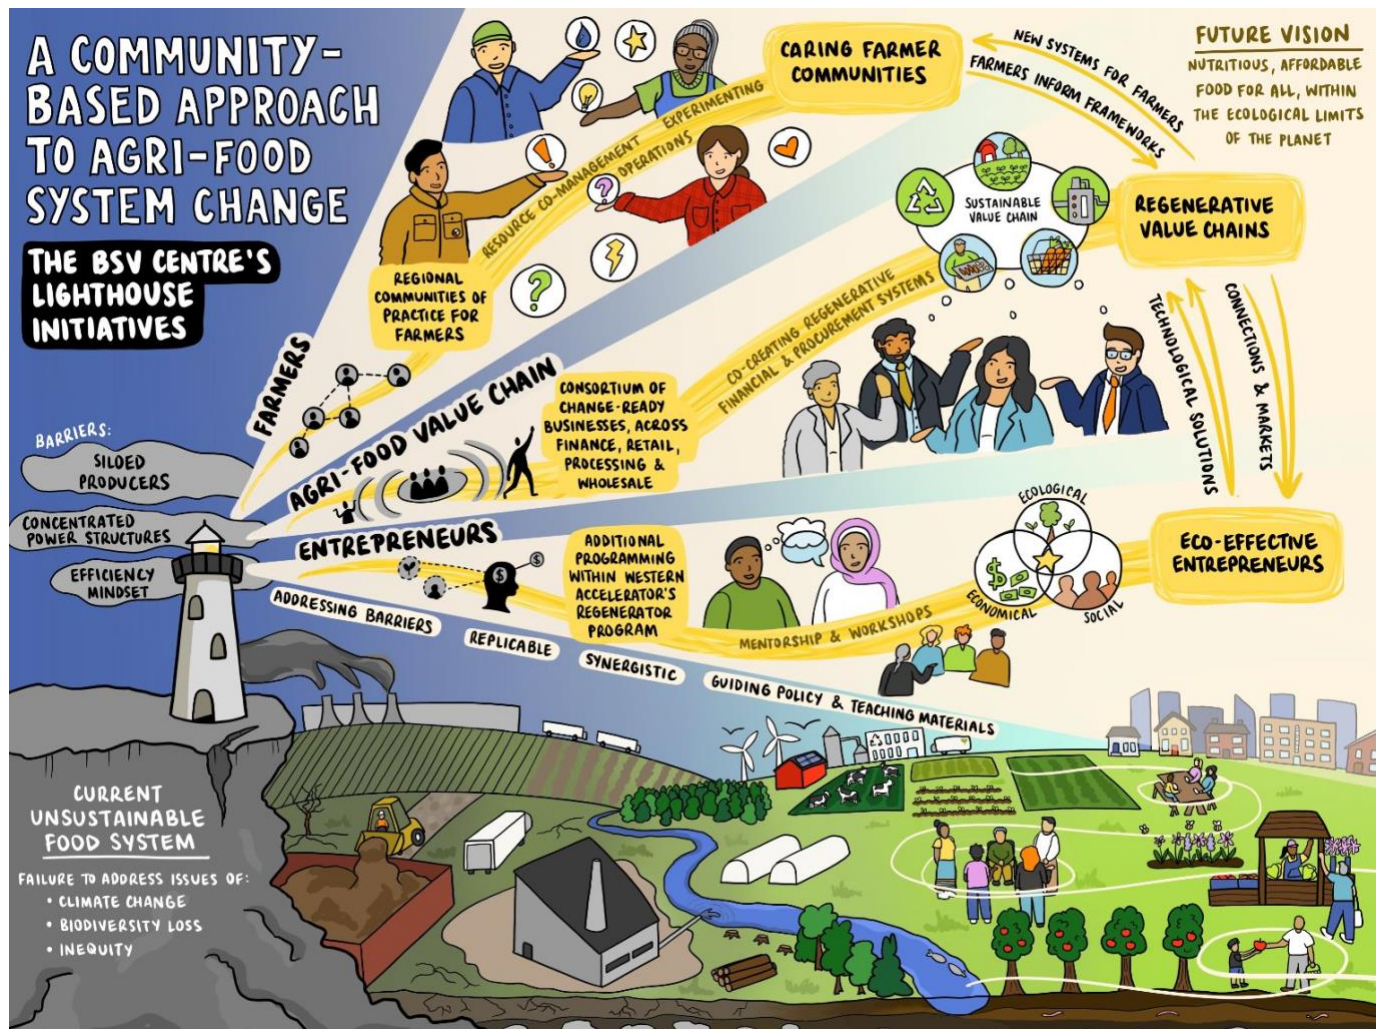 A COMMUNITY-
BASED APPROACH
TO AGRI-FOOD
SYSTEM CHANGE
THE BSV CENTRE'S
LIGHTHOUSE
INITIATIVES
BARRIERS:
SILOED
PRODUCERS
CONCENTRATED
POWER STRUCTURES
EFFICIENCY
MINDSET
FARMERS
REGIONAL
COMMUNITIES OF
PRACTICE FOR
FARMERS
RESOURCE CO-MANAGEMENT
EXPERIMENTING
OPERATIONS
!
?
?
CARING FARMER
COMMUNITIES
NEW SYSTEMS FOR FARMERS
FARMERS INFORM FRAMEWORKS
FUTURE VISION
NUTRITIOUS, AFFORDABLE
FOOD FOR ALL, WITHIN
THE ECOLOGICAL LIMITS
OF THE PLANET
AGRI-FOOD VALUE CHAIN
CONSORTIUM OF
CHANGE-READY
BUSINESSES, ACROSS
FINANCE, RETAIL,
PROCESSING &
WHOLESALE
CO-CREATING REGENERATIVE
FINANCIAL & PROCUREMENT SYSTEMS
SUSTAINABLE
VALUE CHAIN
REGENERATIVE
VALUE CHAINS
TECHNOLOGICAL SOLUTIONS
CONNECTIONS & MARKETS
ENTREPRENEURS
$
$
ADDITIONAL
PROGRAMMING
WITHIN WESTERN
ACCELERATOR'S
REGENERATOR
PROGRAM
MENTORSHIP & WORKSHOPS
ECOLOGICAL
$
ECONOMICAL
SOCIAL
ECO-EFFECTIVE
ENTREPRENEURS
ADDRESSING BARRIERS
REPLICABLE
SYNERGISTIC
GUIDING POLICY & TEACHING MATERIALS
CURRENT
UNSUSTAINABLE
FOOD SYSTEM
FAILURE TO ADDRESS ISSUES OF:
• CLIMATE CHANGE
• BIODIVERSITY LOSS
• INEQUITY